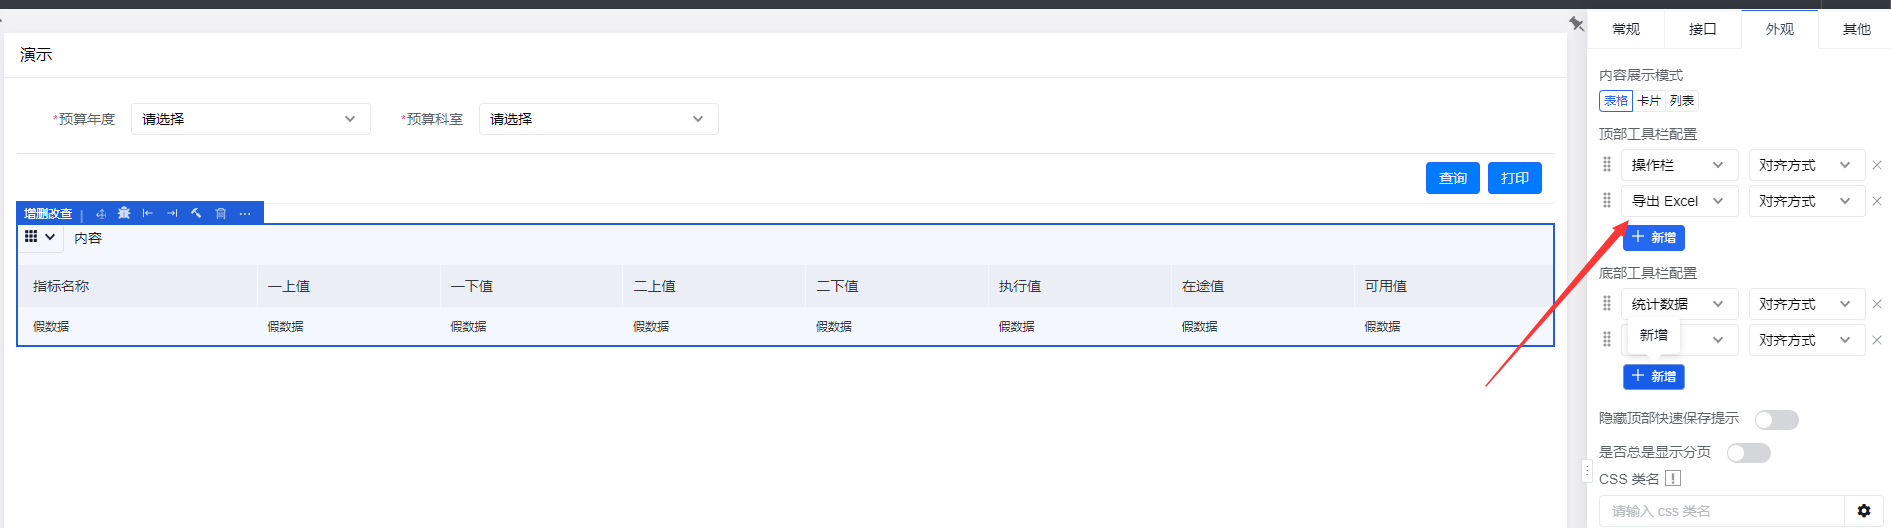 演示
*预算年度 请选择 *预算科室 请选择
查询 打印
增删改查
内容
指标名称 一上值 一下值 二上值 二下值 执行值 在途值 可用值
假数据 假数据 假数据 假数据 假数据 假数据 假数据 假数据
常规 接口 外观 其他
内容展示模式
表格 卡片 列表
顶部工具栏配置
操作栏 对齐方式
导出 Excel 对齐方式
新增
底部工具栏配置
统计数据 对齐方式
新增 对齐方式
新增
隐藏顶部快速保存提示
是否总是显示分页
CSS 类名
请输入 css 类名